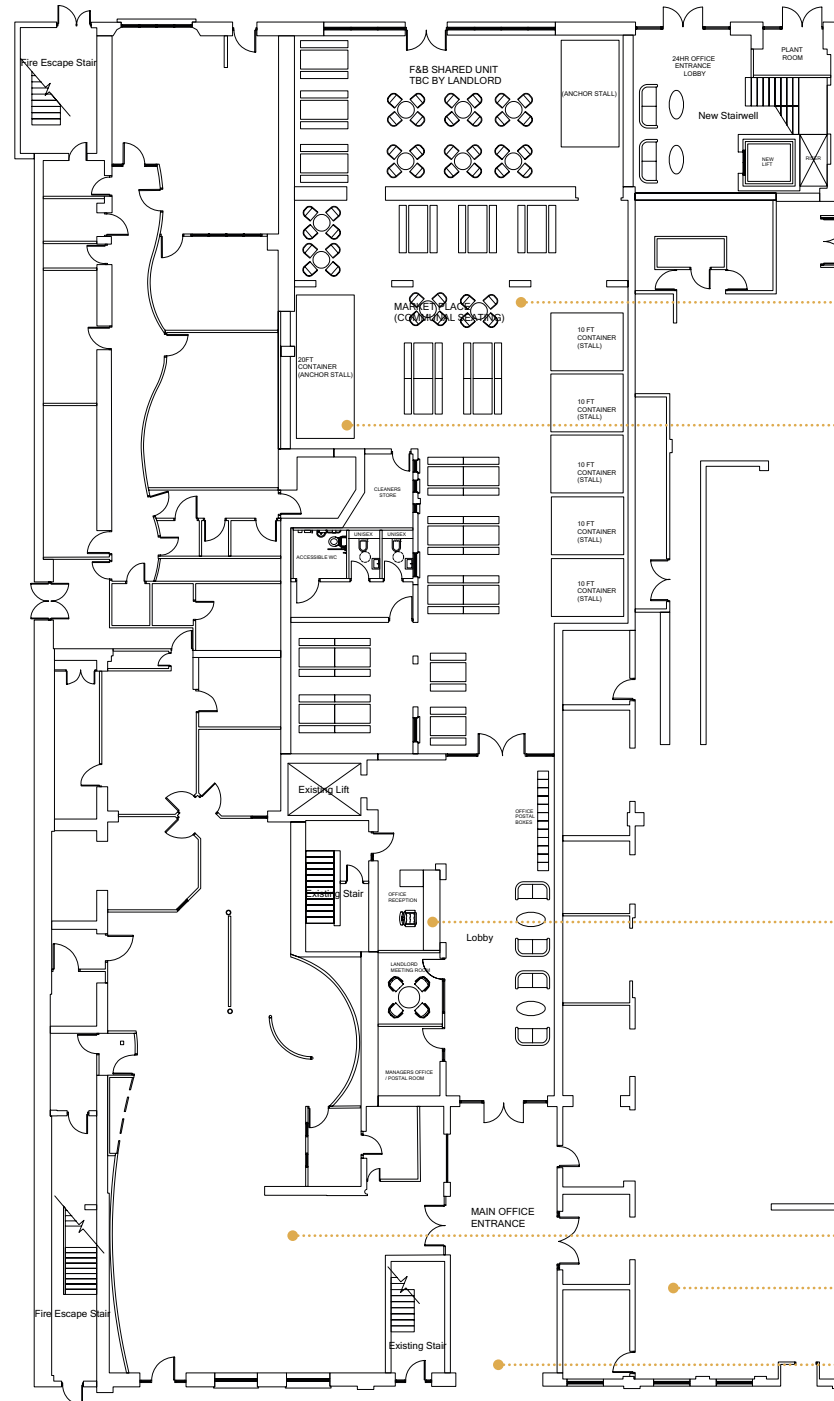 Fire Escape Stair
F&B SHARED UNIT
TBC BY LANDLORD
(ANCHOR STALL)
24HR OFFICE
ENTRANCE
LOBBY
PLANT
ROOM
New Stairwell
NEW
LIFT
RISER
MARKET PLACE
(COMMUNAL SEATING)
20FT
CONTAINER
(ANCHOR STALL)
10 FT
CONTAINER
(STALL)
10 FT
CONTAINER
(STALL)
10 FT
CONTAINER
(STALL)
10 FT
CONTAINER
(STALL)
10 FT
CONTAINER
(STALL)
CLEANERS
STORE
UNISEX
UNISEX
ACCESSIBLE WC
Existing Lift
OFFICE
POSTAL
BOXES
Existing Stair
OFFICE
RECEPTION
Lobby
LANDLORD
MEETING ROOM
MANAGERS OFFICE
/ POSTAL ROOM
MAIN OFFICE
ENTRANCE
Fire Escape Stair
Existing Stair